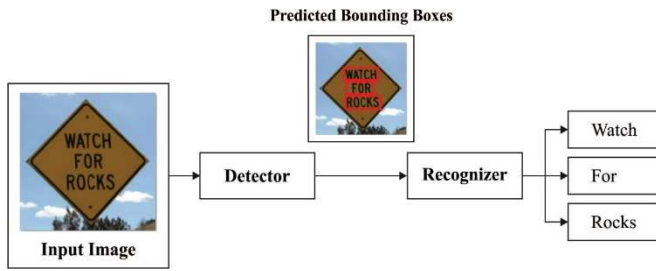 Predicted Bounding Boxes
WATCH
FOR
ROCKS
WATCH
FOR
ROCKS
Input Image
Detector
Recognizer
Watch
For
Rocks